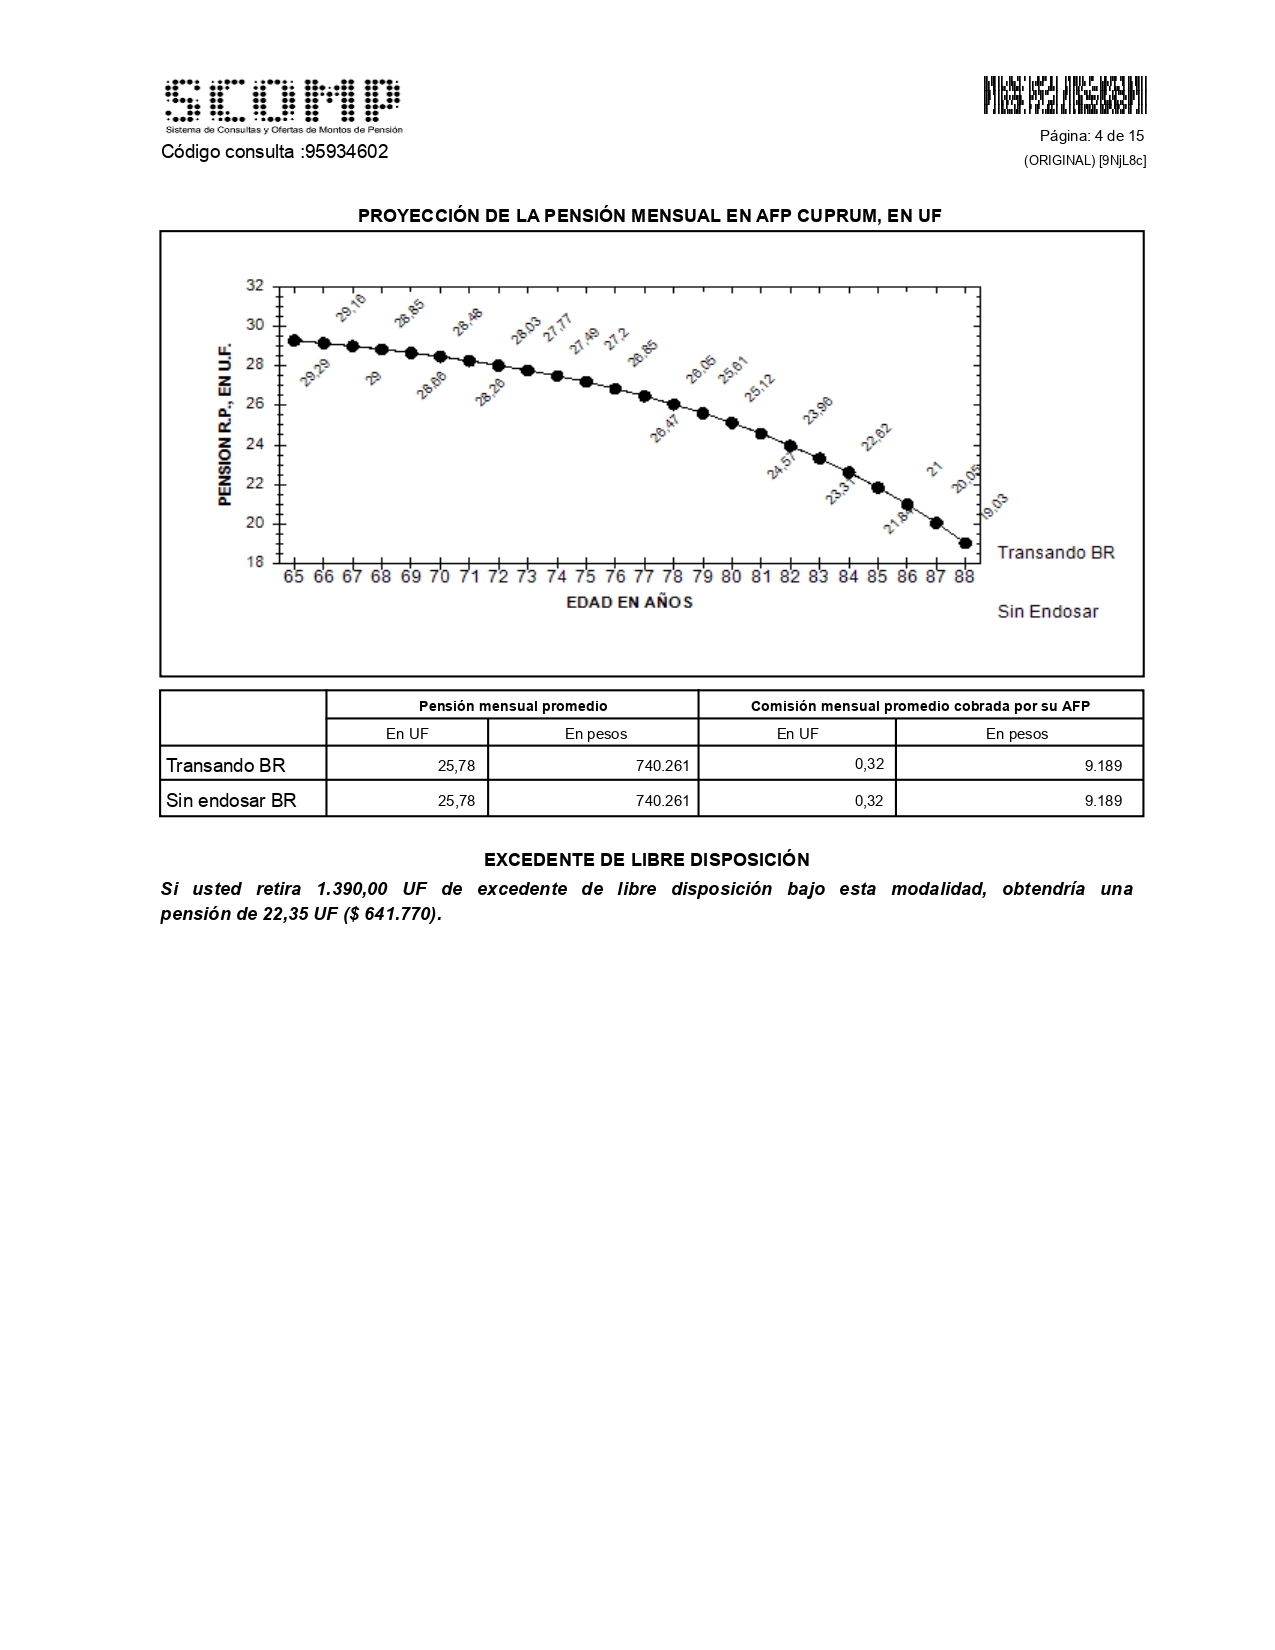 SCOMP
Sistema de Consultas y Ofertas de Montos de Pensión
Código consulta :95934602
Página: 4 de 15
(ORIGINAL) [9NjL8c]
PROYECCIÓN DE LA PENSIÓN MENSUAL EN AFP CUPRUM, EN UF
PENSION R.P., EN U.F.
32
30
28
26
24
22
20
18
29,29
29,16
29
28,85
28,66
28,48
28,26
28,03
27,77
27,49
27,2
26,85
26,47
26,05
25,61
25,12
24,57
23,96
23,31
22,62
21,84
21
20,05
19,03
65 66 67 68 69 70 71 72 73 74 75 76 77 78 79 80 81 82 83 84 85 86 87 88
EDAD EN AÑOS
Transando BR
Sin Endosar
Pensión mensual promedio Comisión mensual promedio cobrada por su AFP
En UF En pesos En UF En pesos
Transando BR 25,78 740.261 0,32 9.189
Sin endosar BR 25,78 740.261 0,32 9.189
EXCEDENTE DE LIBRE DISPOSICIÓN
Si usted retira 1.390,00 UF de excedente de libre disposición bajo esta modalidad, obtendría una
pensión de 22,35 UF ($ 641.770).